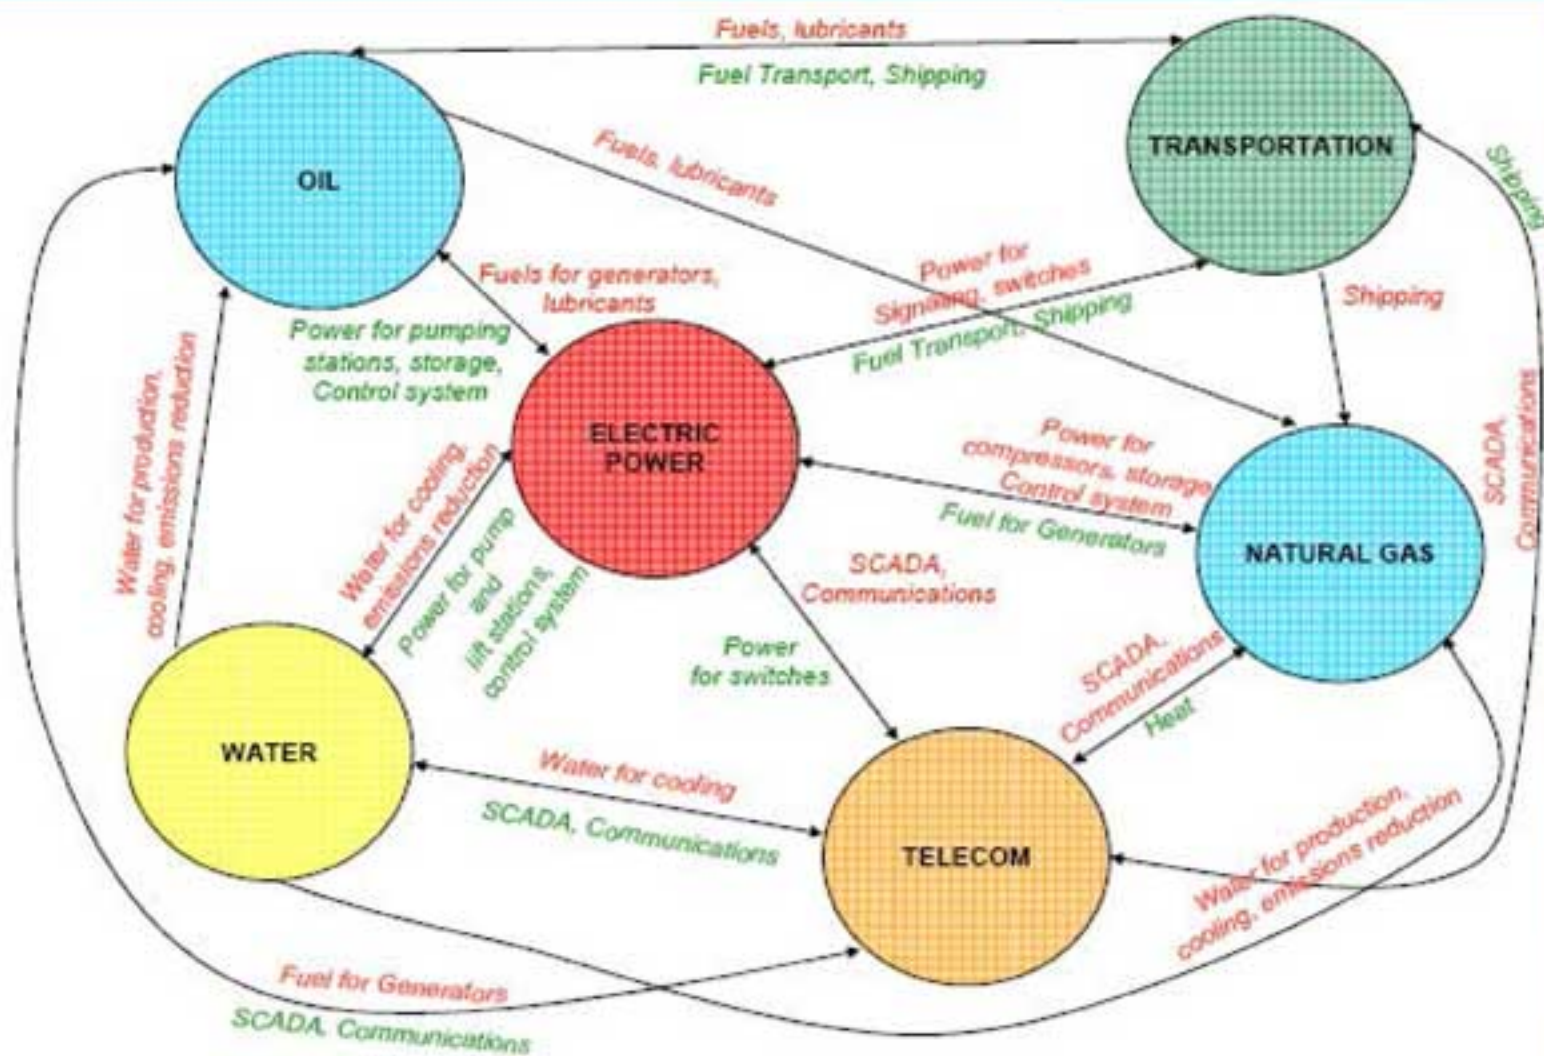 Fuels, lubricants
Fuel Transport, Shipping
TRANSPORTATION
OIL
Fuels, lubricants
Shipping
Power for
Signaling, switches
Fuel Transport, Shipping
Fuels for generators,
lubricants
Power for pumping
stations, storage,
Control system
Shipping
ELECTRIC
POWER
Power for
compressors, storage
Control system
Fuel for Generators
SCADA,
Communications
Water for production,
cooling, emissions reduction
Water for cooling,
emissions reduction
Power for pump
and
lift stations,
control system
NATURAL GAS
SCADA,
Communications
Power
for switches
SCADA,
Communications
Heat
WATER
Water for cooling
SCADA, Communications
TELECOM
Water for production,
cooling, emissions reduction
Fuel for Generators
SCADA, Communications